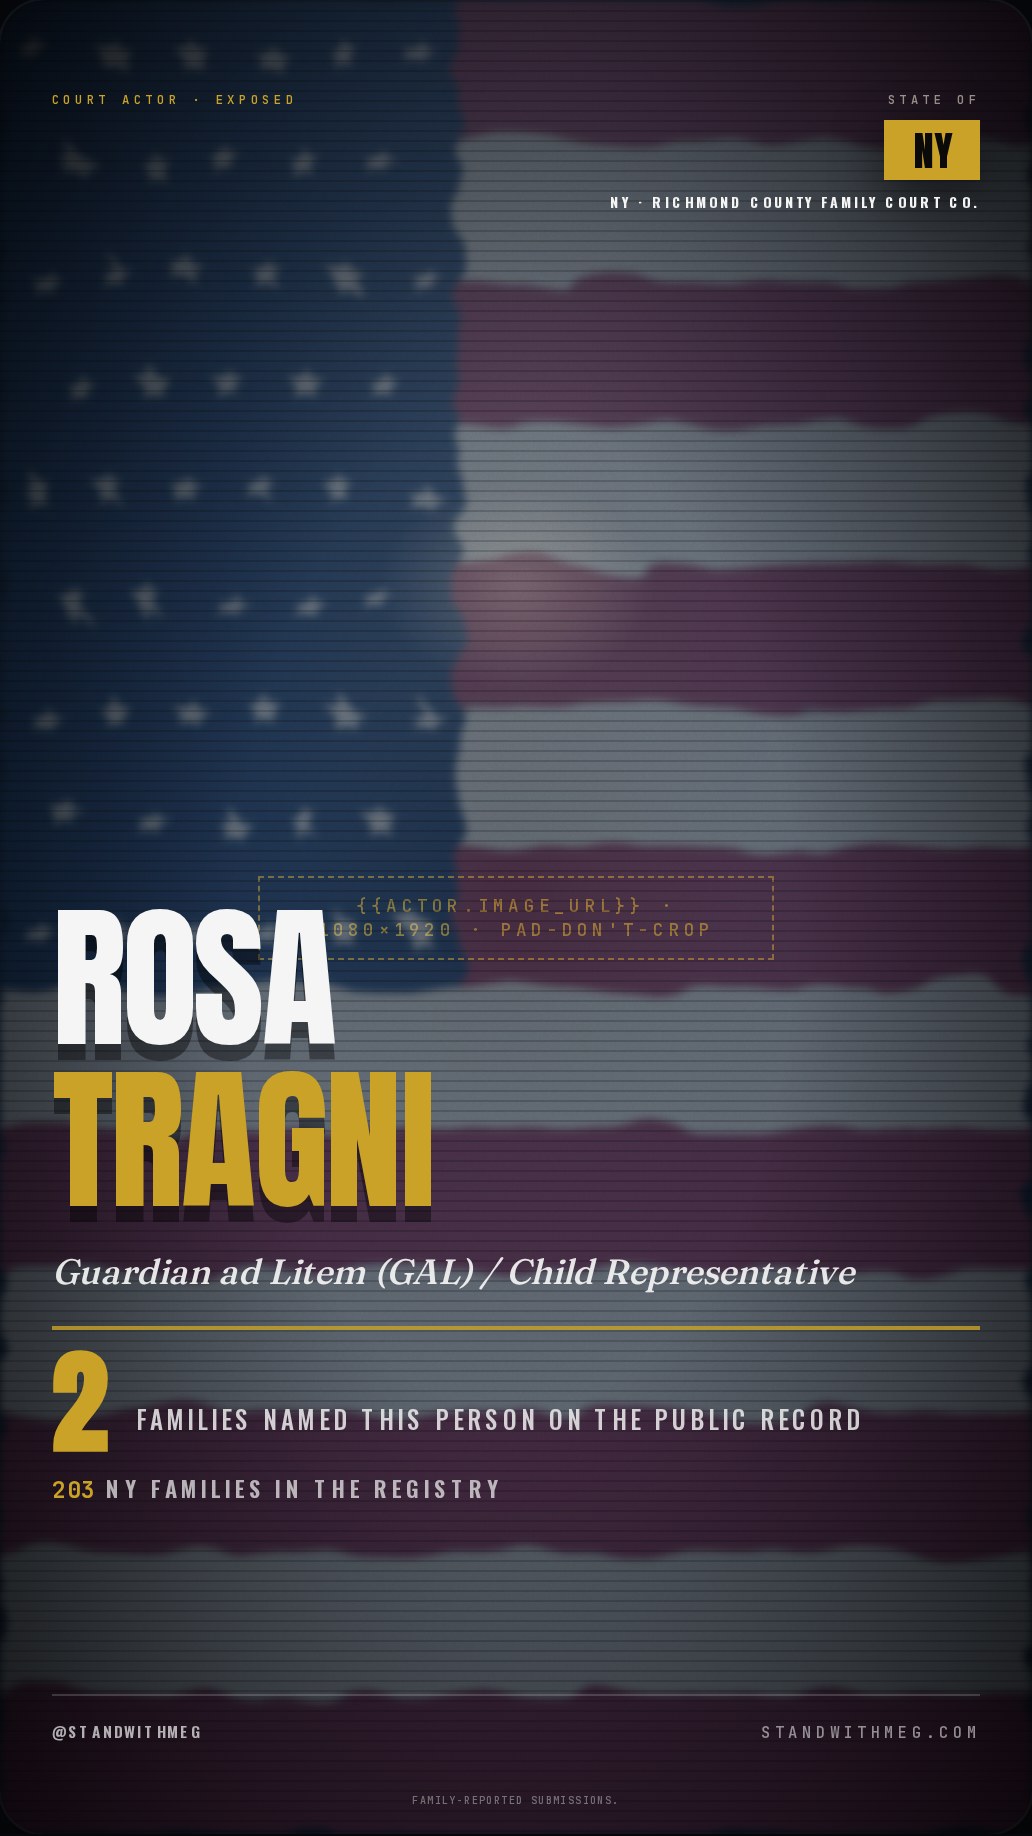 COURT ACTOR · EXPOSED
STATE OF
NY
NY · RICHMOND COUNTY FAMILY COURT CO.
{{ACTOR.IMAGE_URL}} ·
1080×1920 · PAD-DON'T-CROP
ROSA
TRAGNI
Guardian ad Litem (GAL) / Child Representative
2 FAMILIES NAMED THIS PERSON ON THE PUBLIC RECORD
203 NY FAMILIES IN THE REGISTRY
@STANDWITHMEG
STANDWITHMEG.COM
FAMILY-REPORTED SUBMISSIONS.